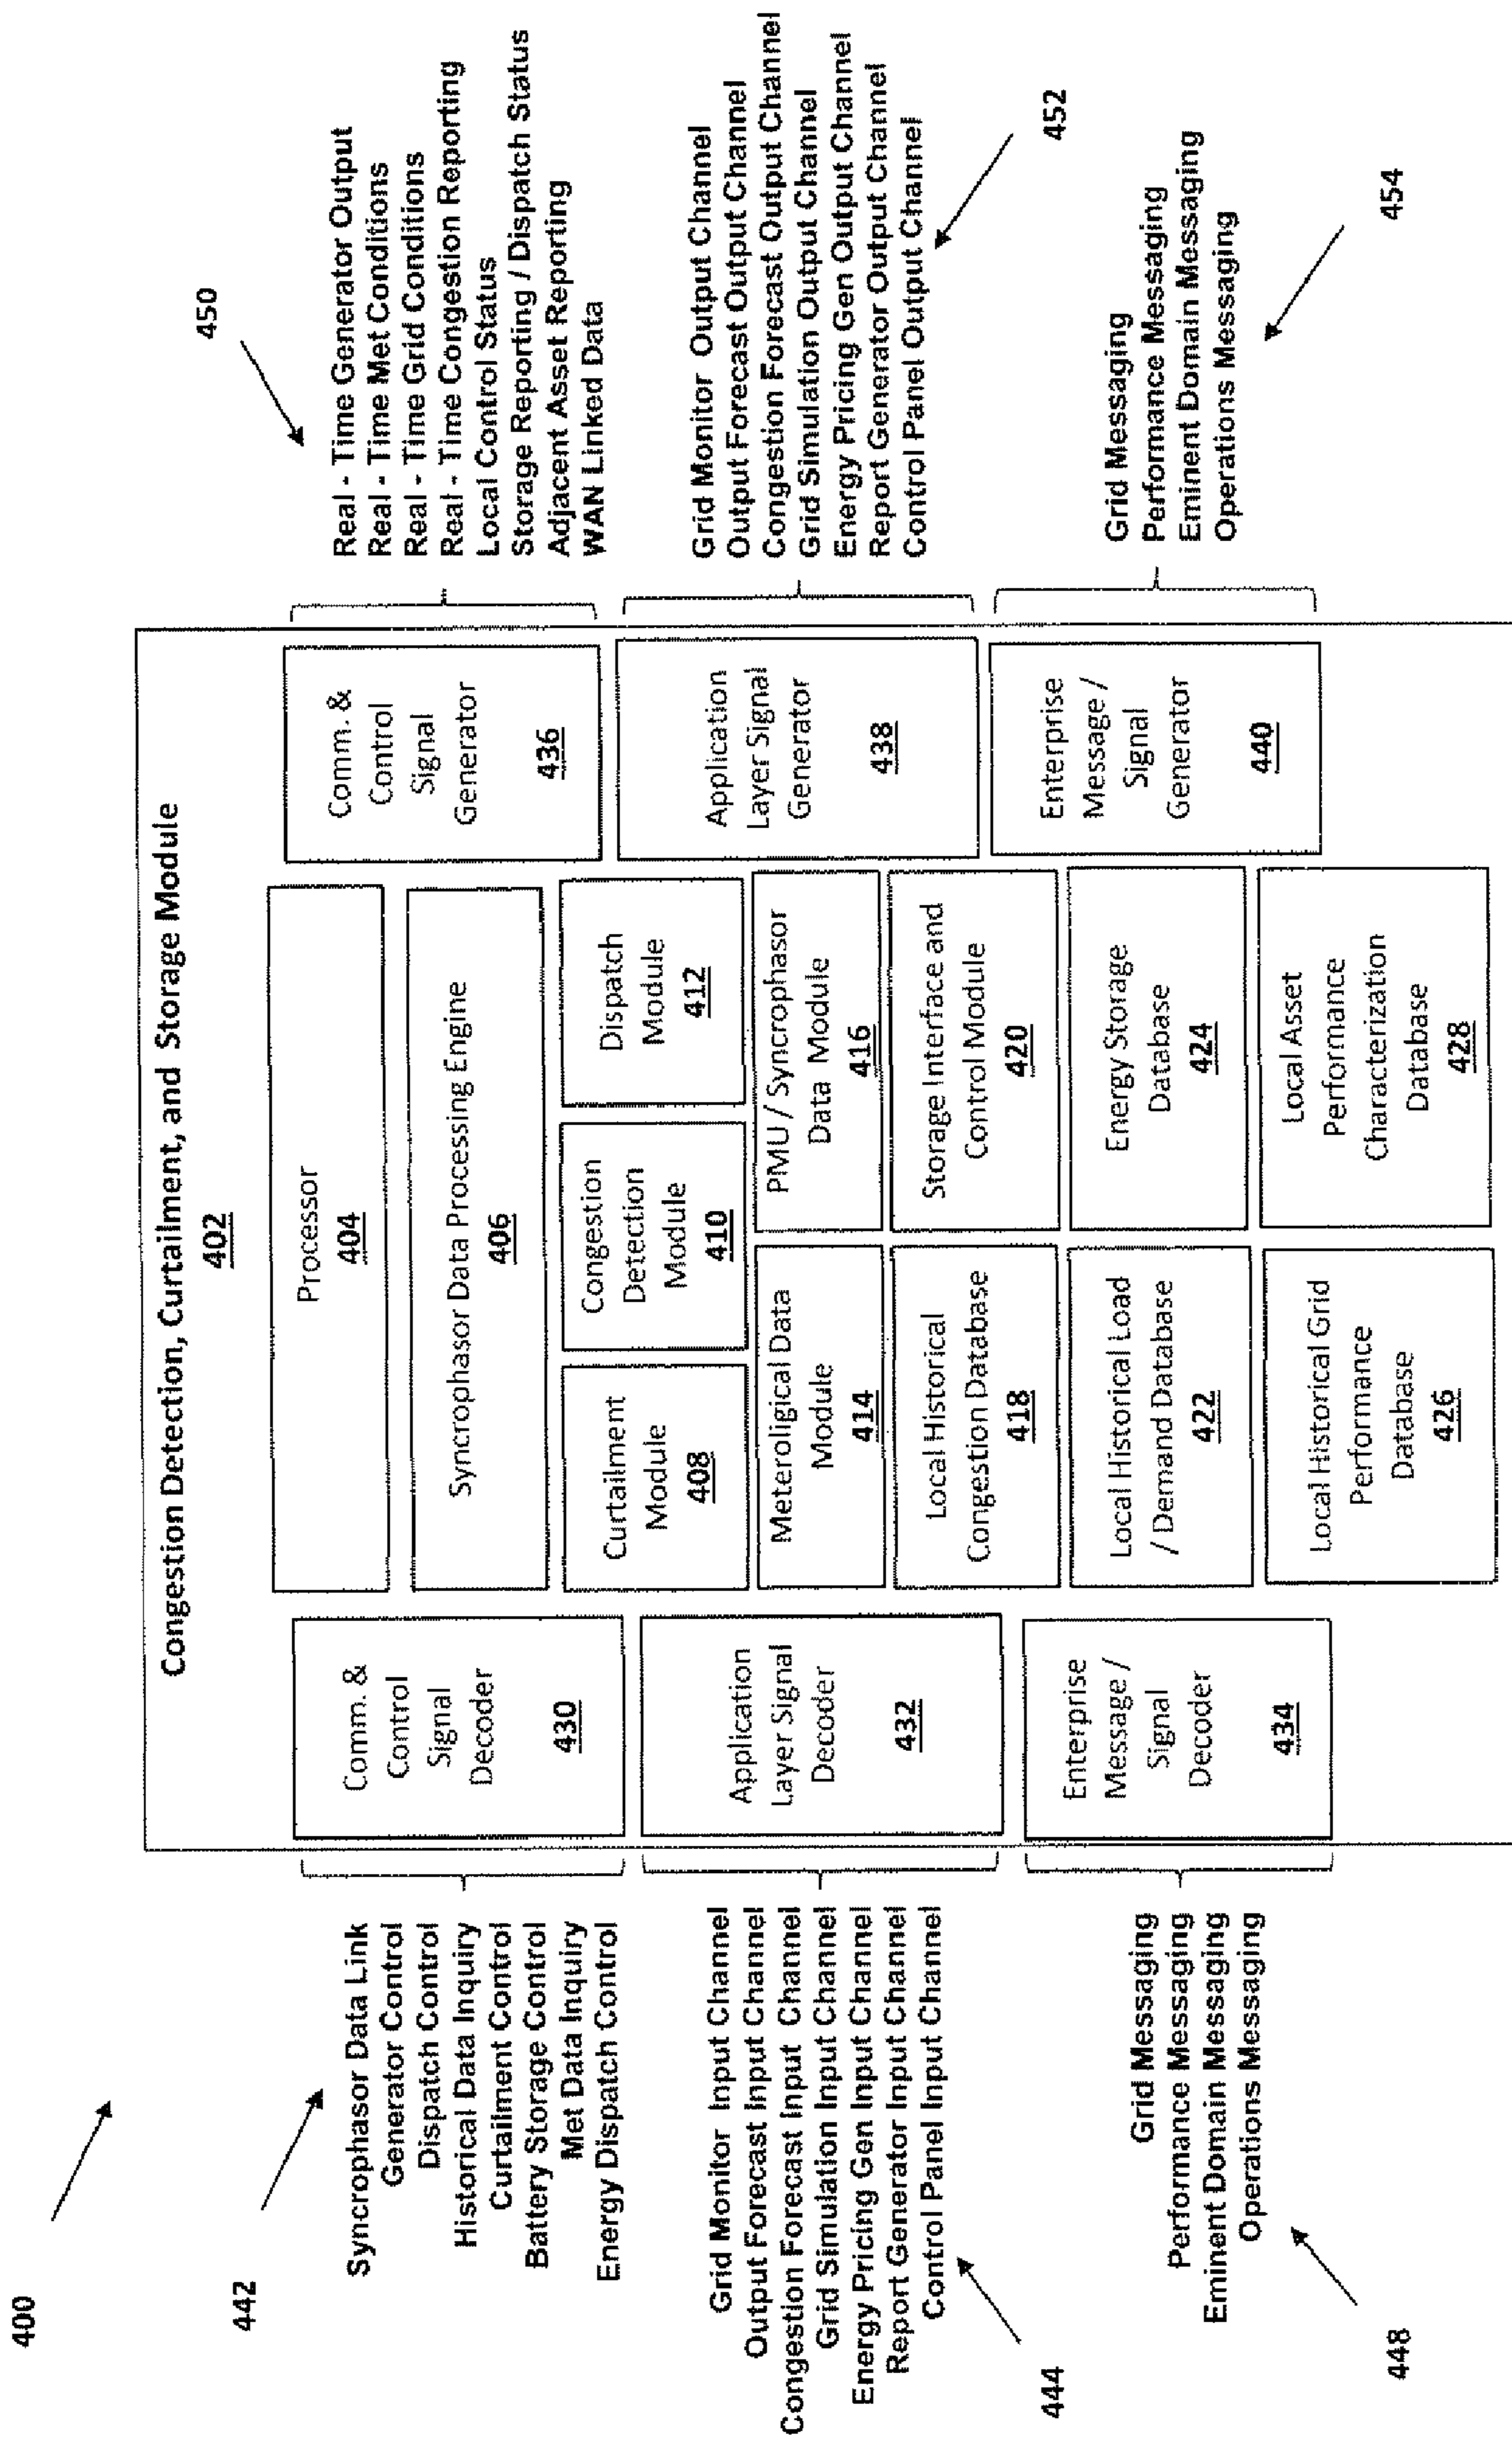 400
442
Syncrophasor Data Link
Generator Control
Dispatch Control
Historical Data Inquiry
Curtailment Control
Battery Storage Control
Met Data Inquiry
Energy Dispatch Control
Grid Monitor Input Channel
Output Forecast Input Channel
Congestion Forecast Input Channel
Grid Simulation Input Channel
Energy Pricing Gen Input Channel
Report Generator Input Channel
Control Panel Input Channel
444
Grid Messaging
Performance Messaging
Eminent Domain Messaging
Operations Messaging
448
Congestion Detection, Curtailment, and Storage Module
402
Comm. &
Control
Signal
Decoder
430
Application
Layer Signal
Decoder
432
Enterprise
Message /
Signal
Decoder
434
Processor
404
Syncrophasor Data Processing Engine
406
Curtailment
Module
408
Congestion
Detection
Module
410
Dispatch
Module
412
Meteroligical Data
Module
414
PMU / Syncrophasor
Data Module
416
Local Historical
Congestion Database
418
Storage Interface and
Control Module
420
Local Historical Load
/ Demand Database
422
Energy Storage
Database
424
Local Historical Grid
Performance
Database
426
Local Asset
Performance
Characterization
Database
428
Comm. &
Control
Signal
Generator
436
Application
Layer Signal
Generator
438
Enterprise
Message /
Signal
Generator
440
450
Real - Time Generator Output
Real - Time Met Conditions
Real - Time Grid Conditions
Real - Time Congestion Reporting
Local Control Status
Storage Reporting / Dispatch Status
Adjacent Asset Reporting
WAN Linked Data
Grid Monitor Output Channel
Output Forecast Output Channel
Congestion Forecast Output Channel
Grid Simulation Output Channel
Energy Pricing Gen Output Channel
Report Generator Output Channel
Control Panel Output Channel
452
Grid Messaging
Performance Messaging
Eminent Domain Messaging
Operations Messaging
454